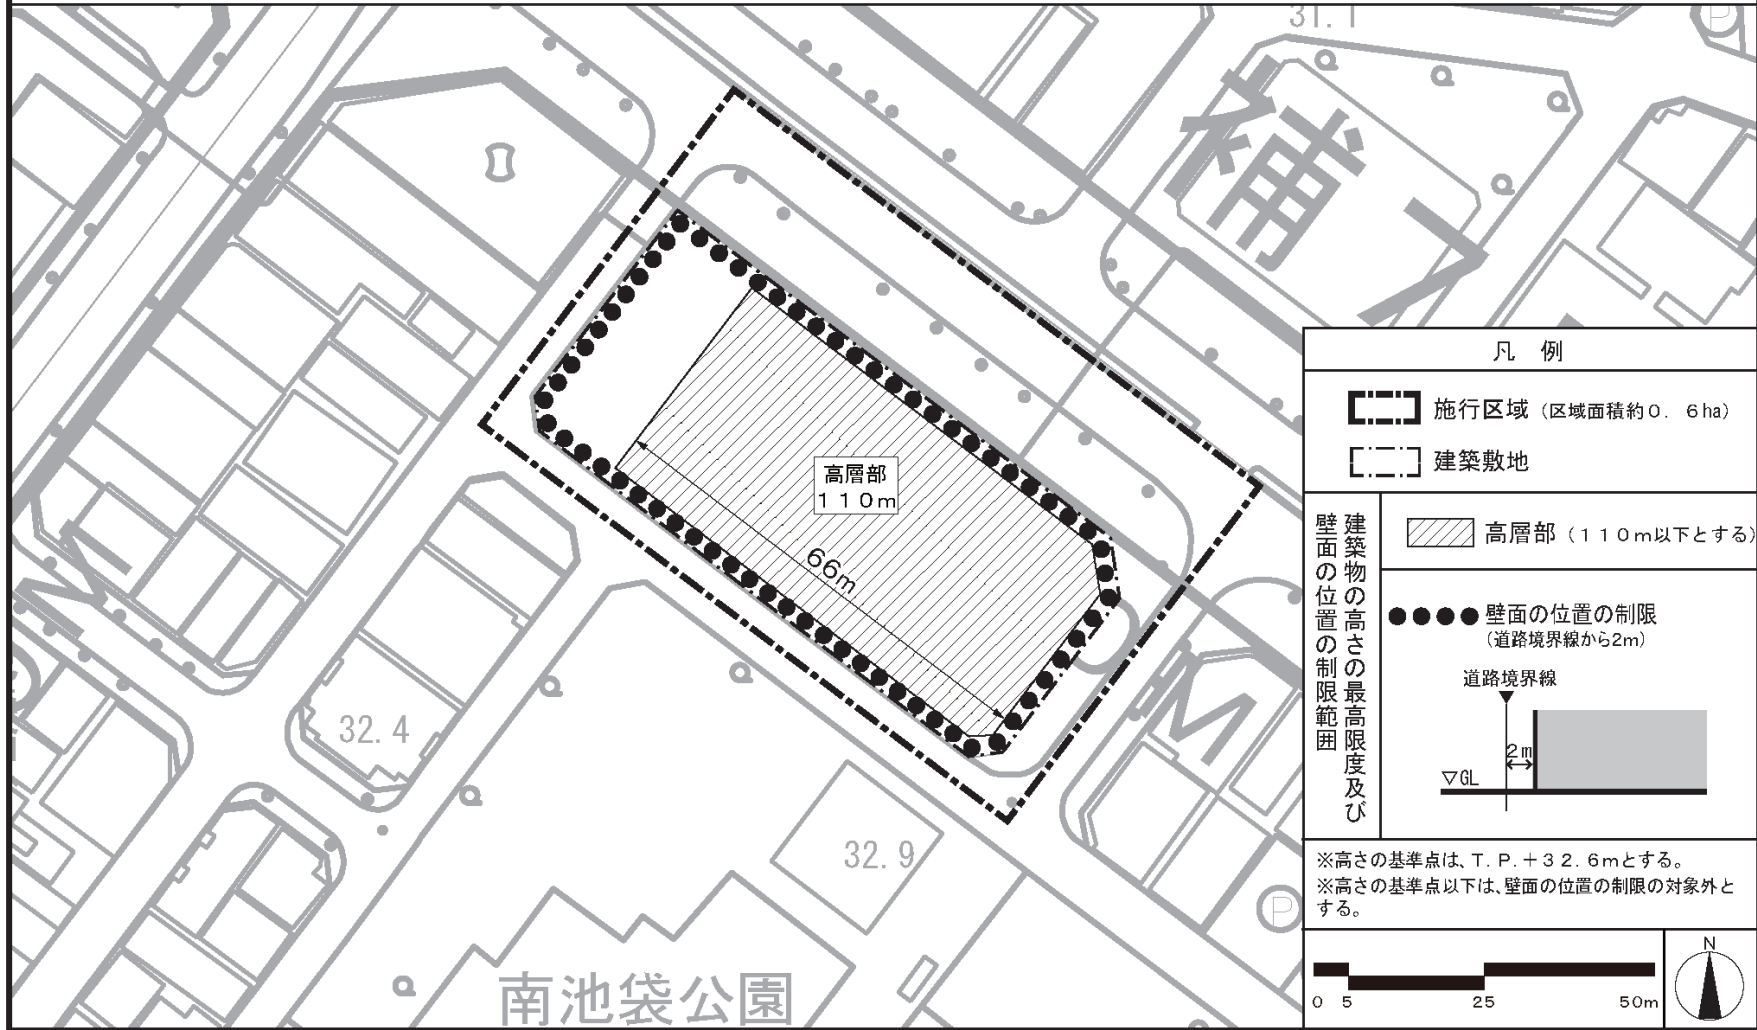 31.1
P
補
高層部
110m
66m
32.4
32.9
P
南池袋公園
凡 例
施行区域 (区域面積約0.6ha)
建築敷地
建築物の高さの最高限度及び
壁面の位置の制限範囲
高層部 (110m以下とする)
壁面の位置の制限
(道路境界線から2m)
道路境界線
2m
▽GL
※高さの基準点は、T.P.+32.6mとする。
※高さの基準点以下は、壁面の位置の制限の対象外と
する。
0 5 25 50m
N